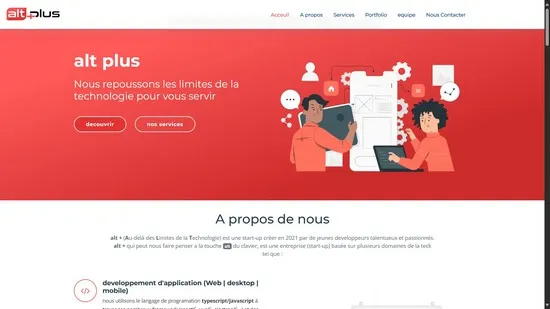 alt+plus
Acceuil A propos Services Portfolio equipe Nous Contacter
alt plus
Nous repoussons les limites de la
technologie pour vous servir
decouvrir nos services
A propos de nous
alt + (Au-delà des Limites de la Technologie) est une start-up créer en 2021 par de jeunes developpeurs talentueux et passionnés.
alt + qui peut nous faire penser a la touche alt du clavier, est une entreprise (start-up) basée sur plusieurs domaines de la teck
tel que :
developpement d'application (Web | desktop |
mobile)
nous utilisons le langage de programation typescript/javascript à